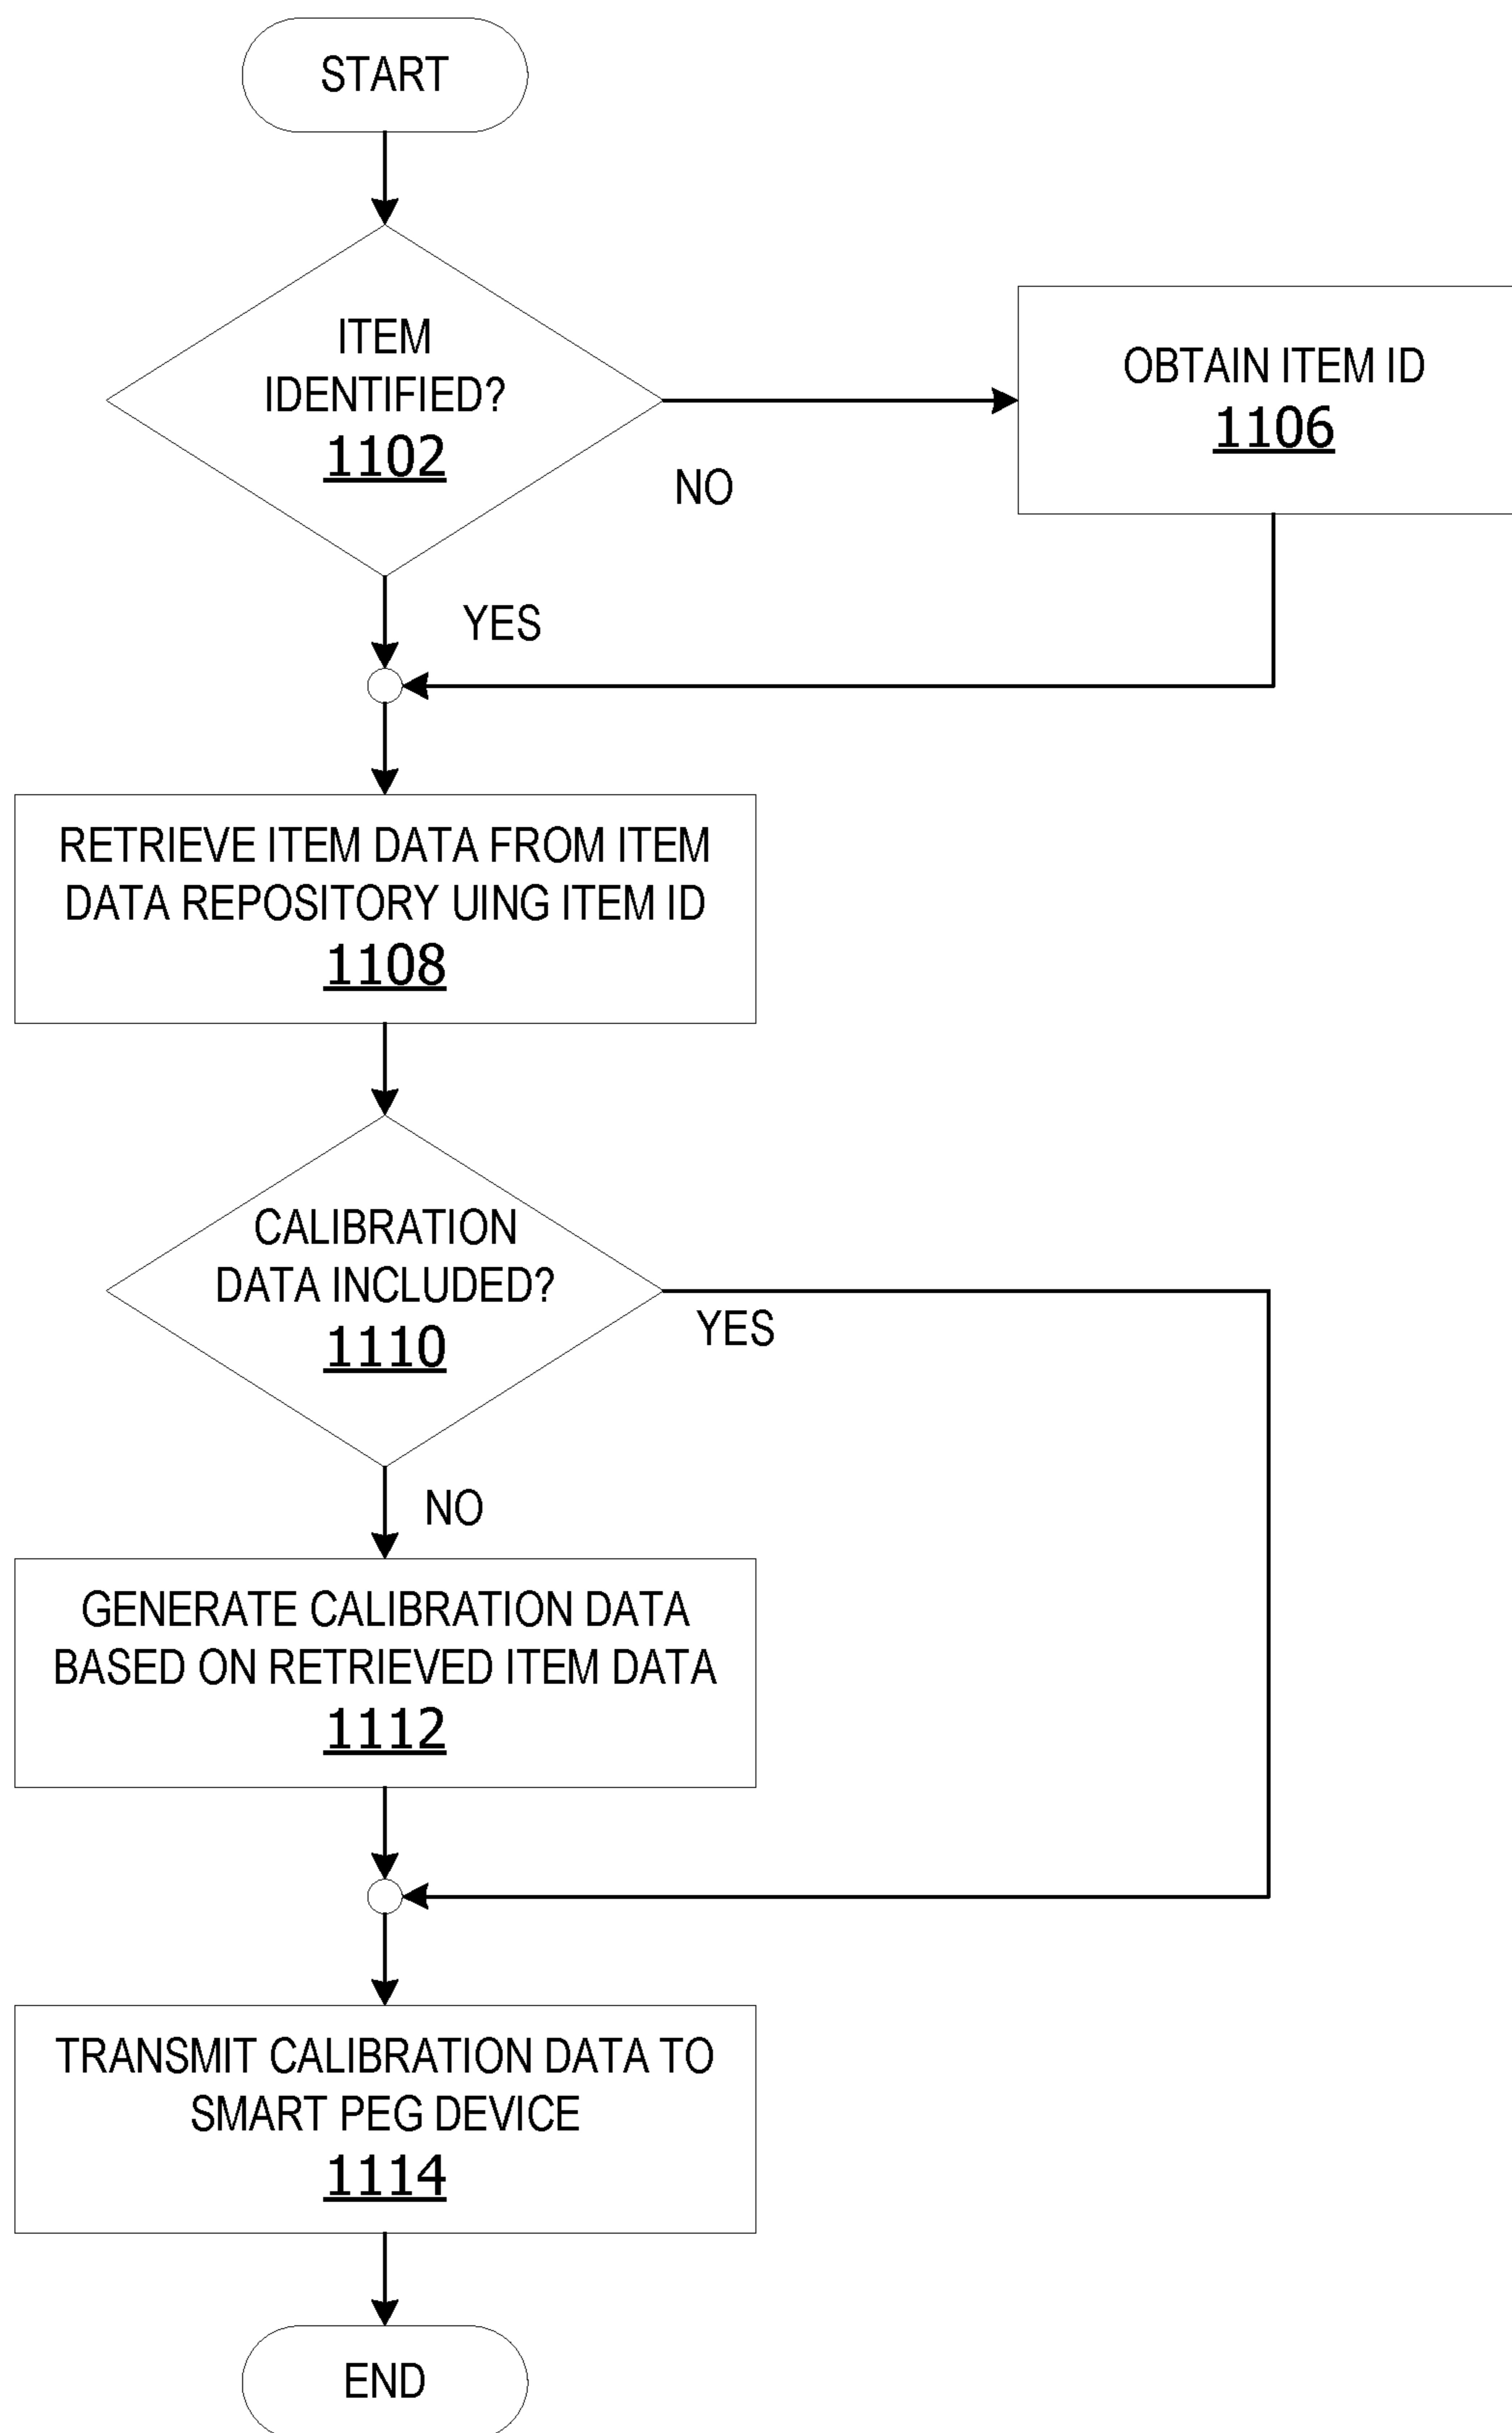 START
ITEM
IDENTIFIED?
1102
NO
OBTAIN ITEM ID
1106
YES
RETRIEVE ITEM DATA FROM ITEM
DATA REPOSITORY UING ITEM ID
1108
CALIBRATION
DATA INCLUDED?
1110
YES
NO
GENERATE CALIBRATION DATA
BASED ON RETRIEVED ITEM DATA
1112
TRANSMIT CALIBRATION DATA TO
SMART PEG DEVICE
1114
END